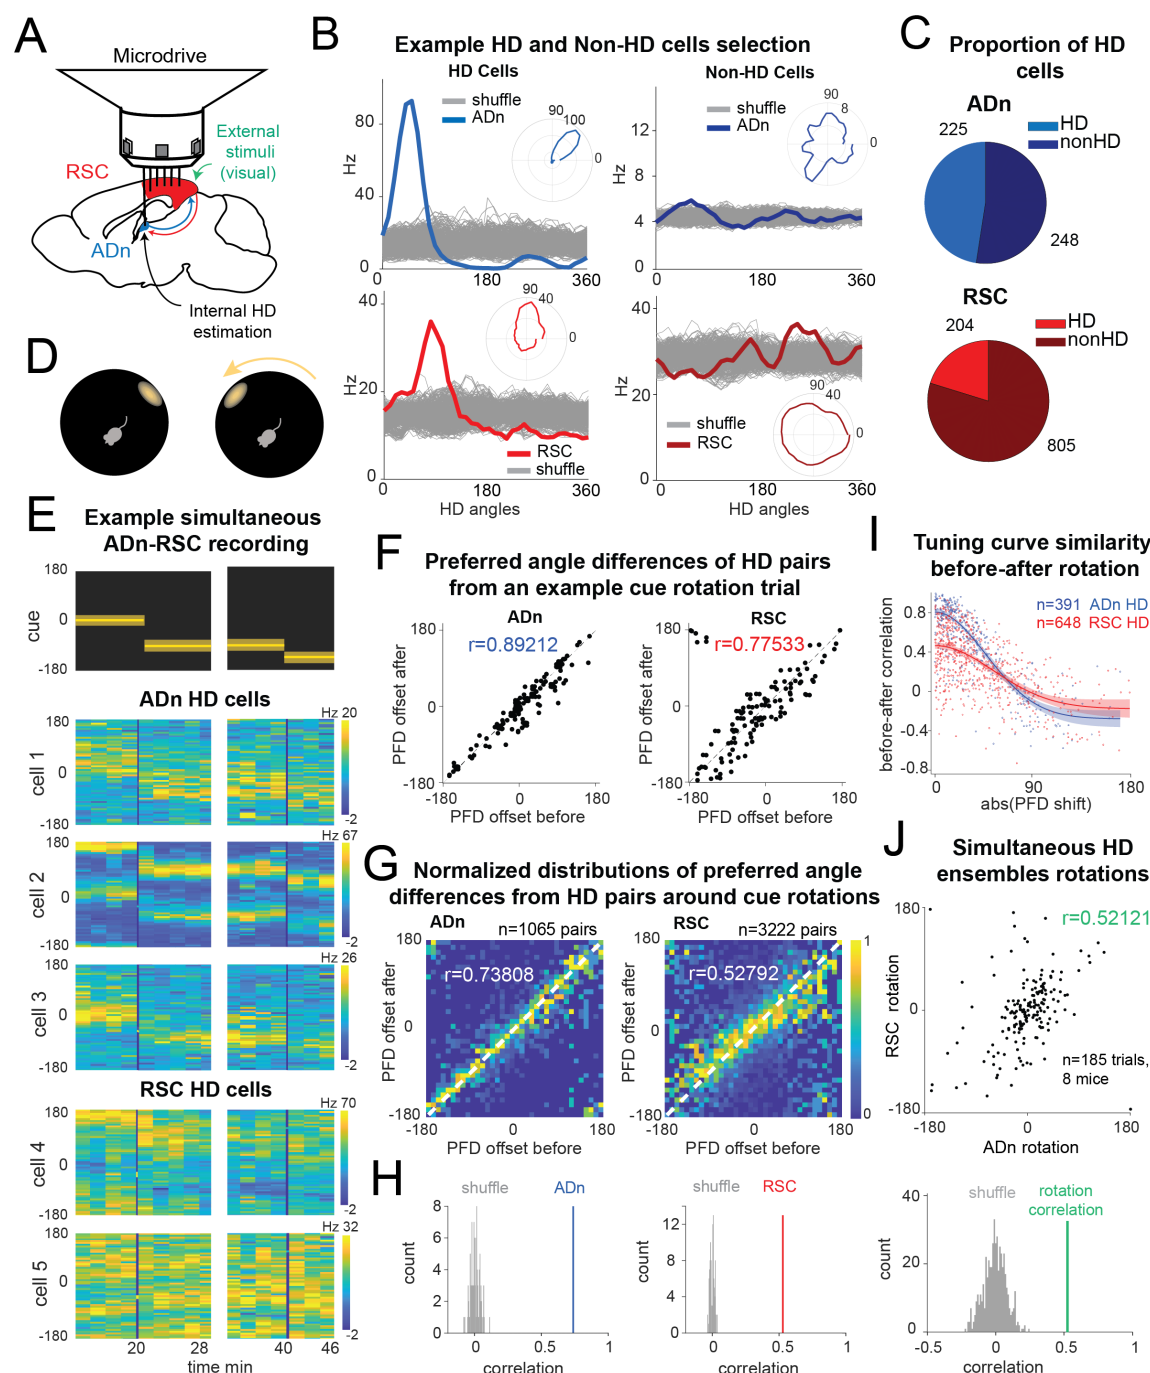 A
Microdrive
RSC
External
stimuli
(visual)
ADn
Internal HD
estimation
B
Example HD and Non-HD cells selection
HD Cells
Non-HD Cells
shuffle
ADn
90
100
0
80
40
0
Hz
0
180
360
shuffle
ADn
90
8
0
12
8
4
0
Hz
0
180
360
90
40
0
40
20
0
Hz
RSC
shuffle
0
180
360
HD angles
40
20
0
Hz
shuffle
RSC
90
40
0
0
180
360
HD angles
C
Proportion of HD
cells
ADn
225
HD
nonHD
248
RSC
204
HD
nonHD
805
D
E
Example simultaneous
ADn-RSC recording
180
0
-180
cue
ADn HD cells
180
0
-180
cell 1
Hz 20
-2
180
0
-180
cell 2
Hz 67
-2
180
0
-180
cell 3
Hz 26
-2
RSC HD cells
180
0
-180
cell 4
Hz 70
-2
180
0
-180
cell 5
Hz 32
-2
20
28
40
46
time min
F
Preferred angle differences of HD pairs
from an example cue rotation trial
ADn
r=0.89212
180
0
-180
PFD offset after
-180
0
180
PFD offset before
RSC
r=0.77533
180
0
-180
PFD offset after
-180
0
180
PFD offset before
G
Normalized distributions of preferred angle
differences from HD pairs around cue rotations
ADn
n=1065 pairs
r=0.73808
180
0
-180
PFD offset after
-180
0
180
PFD offset before
RSC
n=3222 pairs
r=0.52792
180
0
-180
PFD offset after
-180
0
180
PFD offset before
1
0
H
shuffle
ADn
8
6
4
2
0
count
0
0.5
1
correlation
shuffle
RSC
12
8
4
0
count
0
0.5
1
correlation
I
Tuning curve similarity
before-after rotation
n=391 ADn HD
n=648 RSC HD
0.8
0.4
0
-0.4
-0.8
before-after correlation
0
90
180
abs(PFD shift)
J
Simultaneous HD
ensembles rotations
r=0.52121
180
0
-180
RSC rotation
n=185 trials,
8 mice
-180
0
180
ADn rotation
shuffle
rotation
correlation
40
20
0
count
-0.5
0
0.5
1
correlation